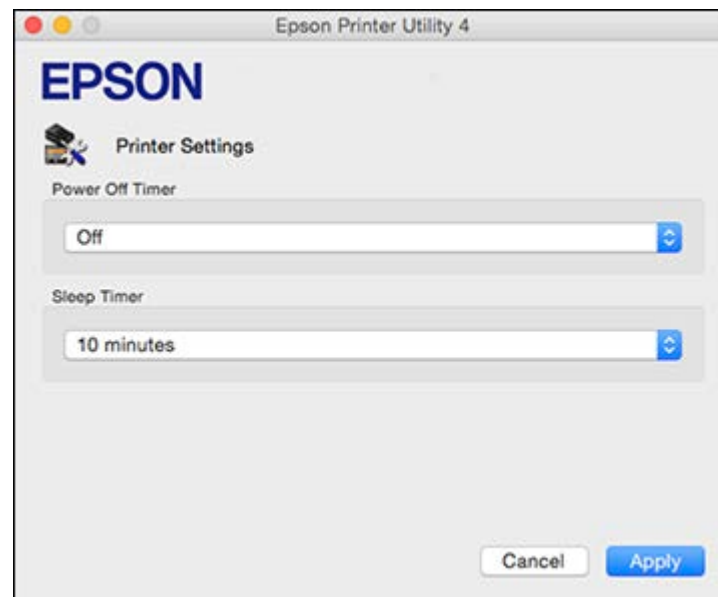 Epson Printer Utility 4
EPSON
Printer Settings
Power Off Timer
Off
Sleep Timer
10 minutes
Cancel
Apply